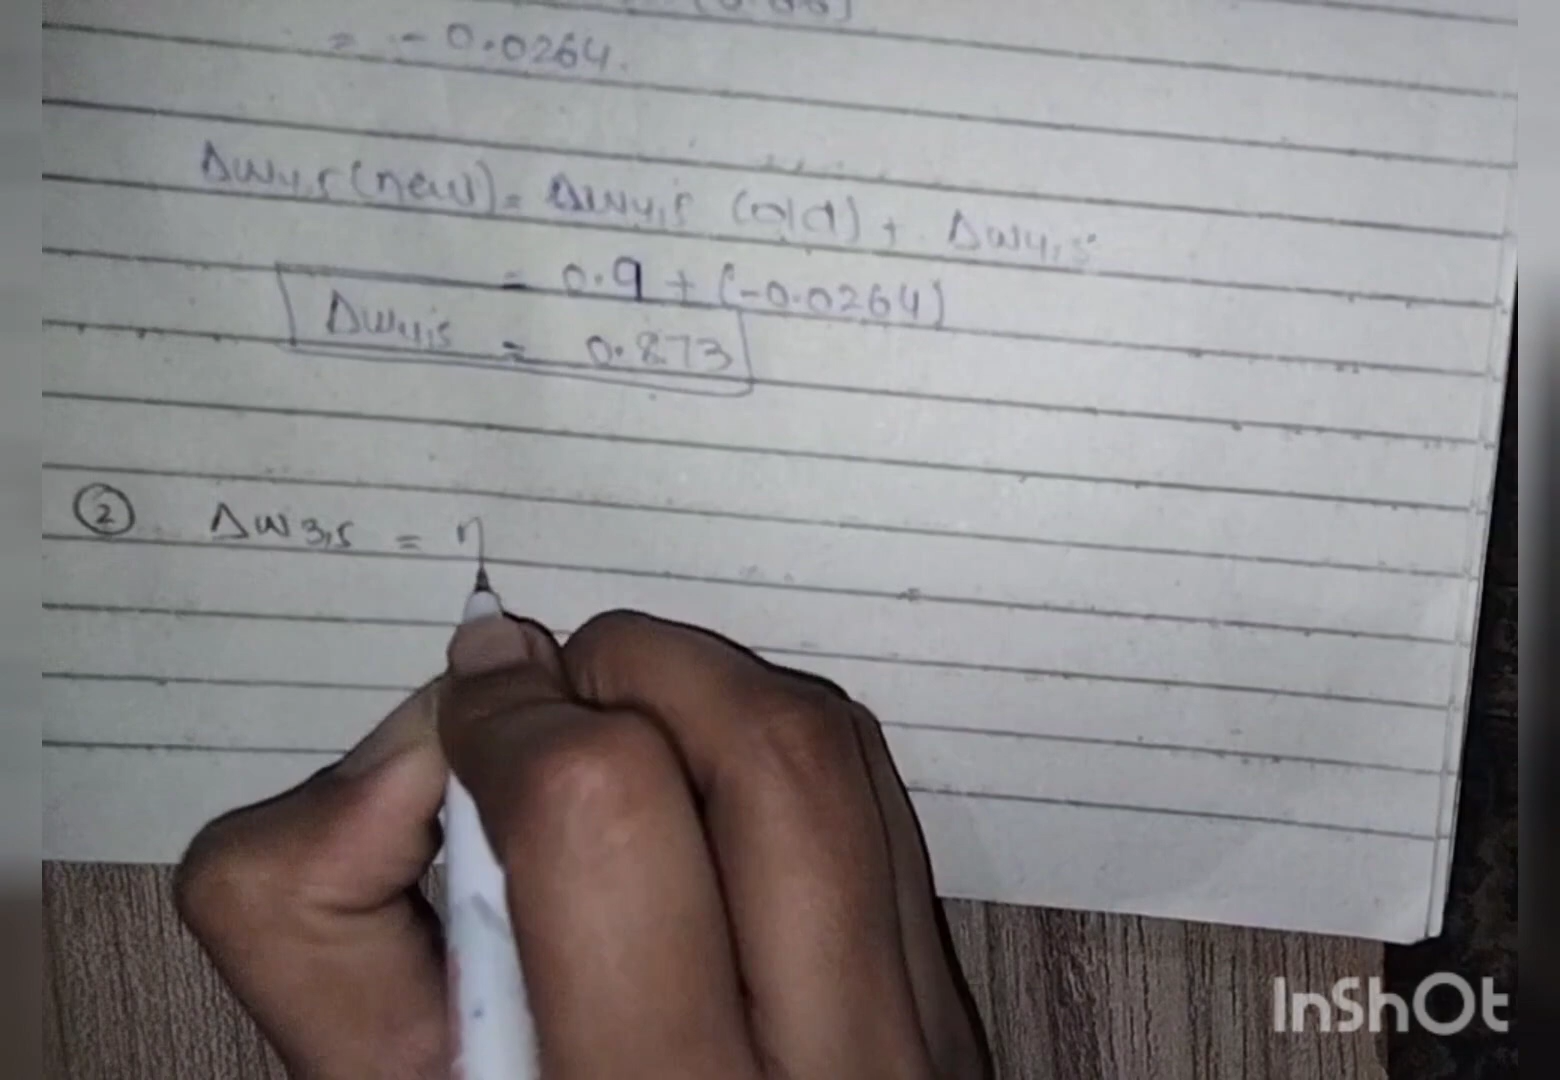 = -0.0264.
Δw4,5 (new) = Δw4,5 (old) + Δw4,5
= 0.9 + (-0.0264)
Δw4,5 = 0.873
② Δw3,5 = η
InShOt